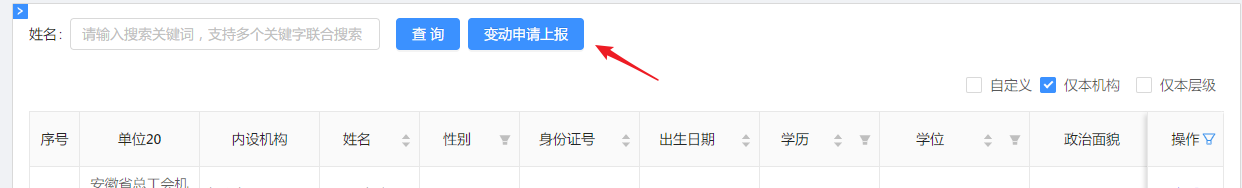 姓名: 请输入搜索关键词，支持多个关键字联合搜索 查 询 变动申请上报
自定义 仅本机构 仅本层级
序号 单位20 内设机构 姓名 性别 身份证号 出生日期 学历 学位 政治面貌 操作
安徽省总工会机